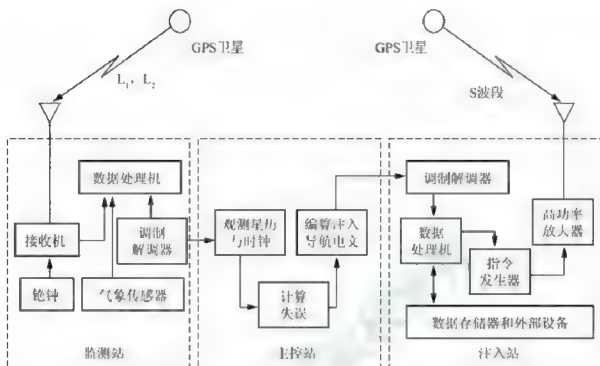 GPS卫星
GPS卫星
L₁，L₂
S波段
数据处理机
接收机
调制
解调器
铯钟
气象传感器
监测站
观测星历
与时钟
编算注入
导航电文
计算
失误
主控站
调制解调器
数据
处理机
指令
发生器
高功率
放大器
数据存储器和外部设备
注入站